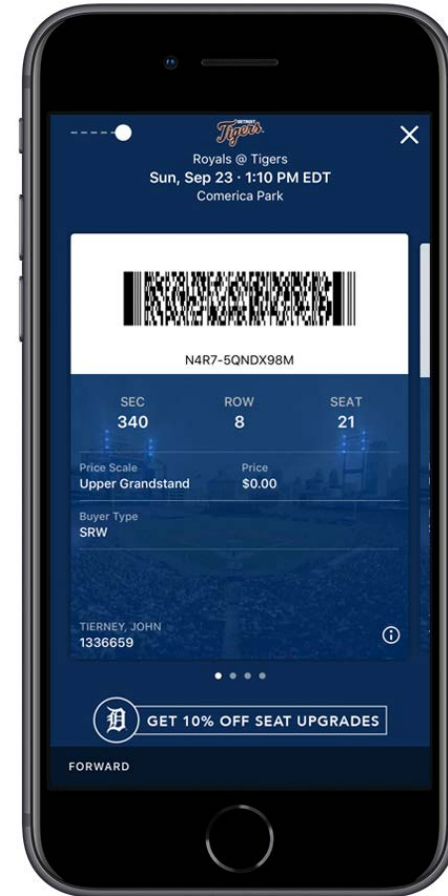 DETROIT
Tigers
Royals @ Tigers
Sun, Sep 23 · 1:10 PM EDT
Comerica Park
N4R7-5QNDX98M
SEC ROW SEAT
340 8 21
Price Scale Price
Upper Grandstand $0.00
Buyer Type
SRW
TIERNEY, JOHN
1336659
D GET 10% OFF SEAT UPGRADES
FORWARD